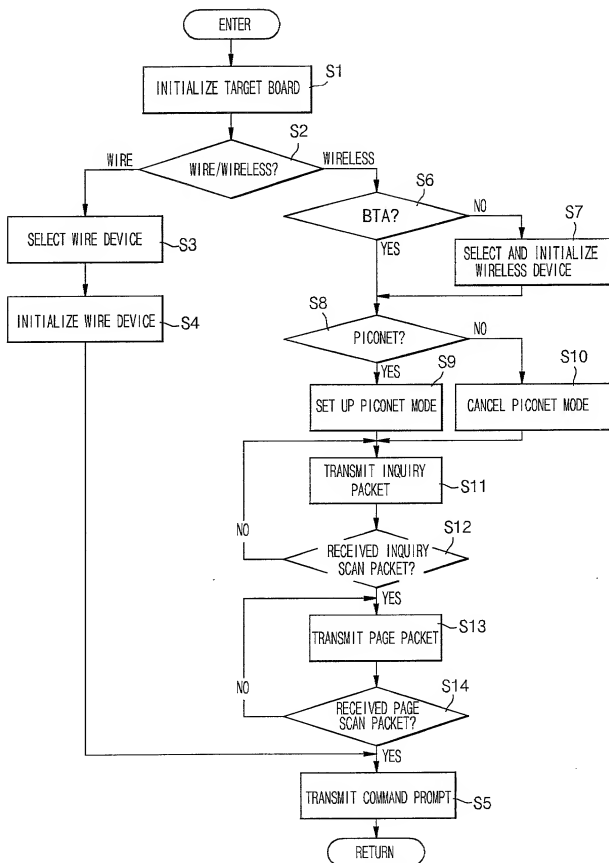 ENTER
S1
INITIALIZE TARGET BOARD
S2
WIRE
WIRE/WIRELESS?
WIRELESS
S6
BTA?
NO
YES
S7
SELECT AND INITIALIZE
WIRELESS DEVICE
SELECT WIRE DEVICE
S3
INITIALIZE WIRE DEVICE
S4
S8
PICONET?
NO
YES
S9
SET UP PICONET MODE
S10
CANCEL PICONET MODE
TRANSMIT INQUIRY
PACKET
S11
S12
NO
RECEIVED INQUIRY
SCAN PACKET?
YES
TRANSMIT PAGE PACKET
S13
NO
S14
RECEIVED PAGE
SCAN PACKET?
YES
TRANSMIT COMMAND PROMPT
S5
RETURN